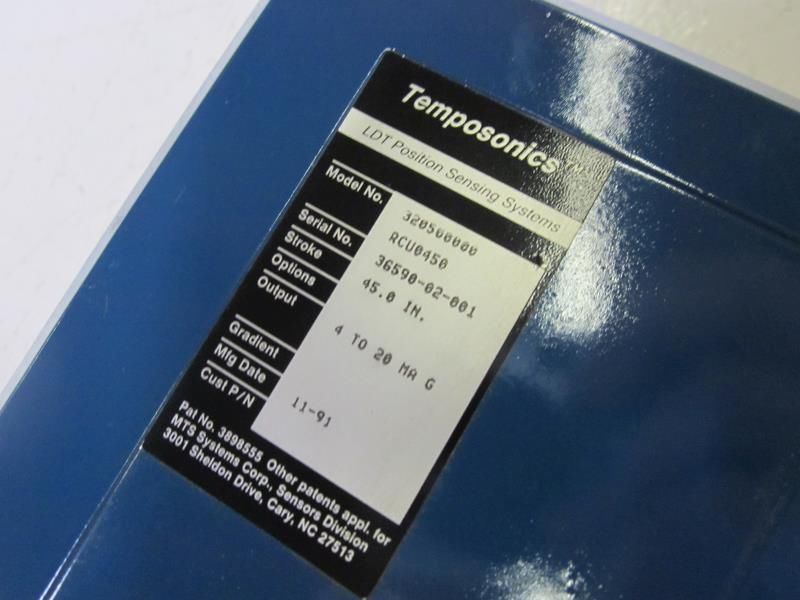 Temposonics™
LDT Position Sensing Systems
Model No. 320500000
RCU0450
Serial No. 36590-02-001
Stroke 45.0 IN.
Options
Output 4 TO 20 MA G
Gradient
Mfg Date 11-91
Cust P/N
Pat No. 3898555 Other patents appl. for
MTS Systems Corp., Sensors Division
3001 Sheldon Drive, Cary, NC 27513